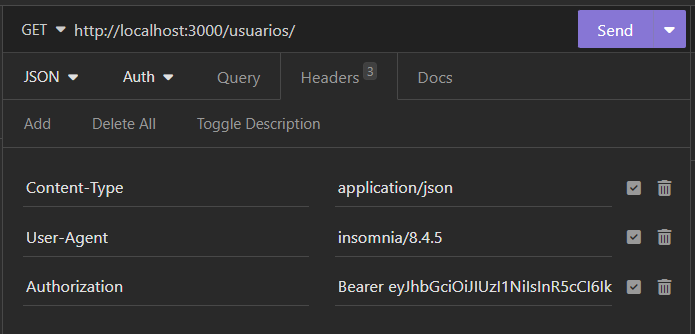 GET http://localhost:3000/usuarios/ Send
JSON Auth Query Headers 3 Docs
Add Delete All Toggle Description
Content-Type application/json
User-Agent insomnia/8.4.5
Authorization Bearer eyJhbGciOiJIUzI1NiIsInR5cCI6Ik